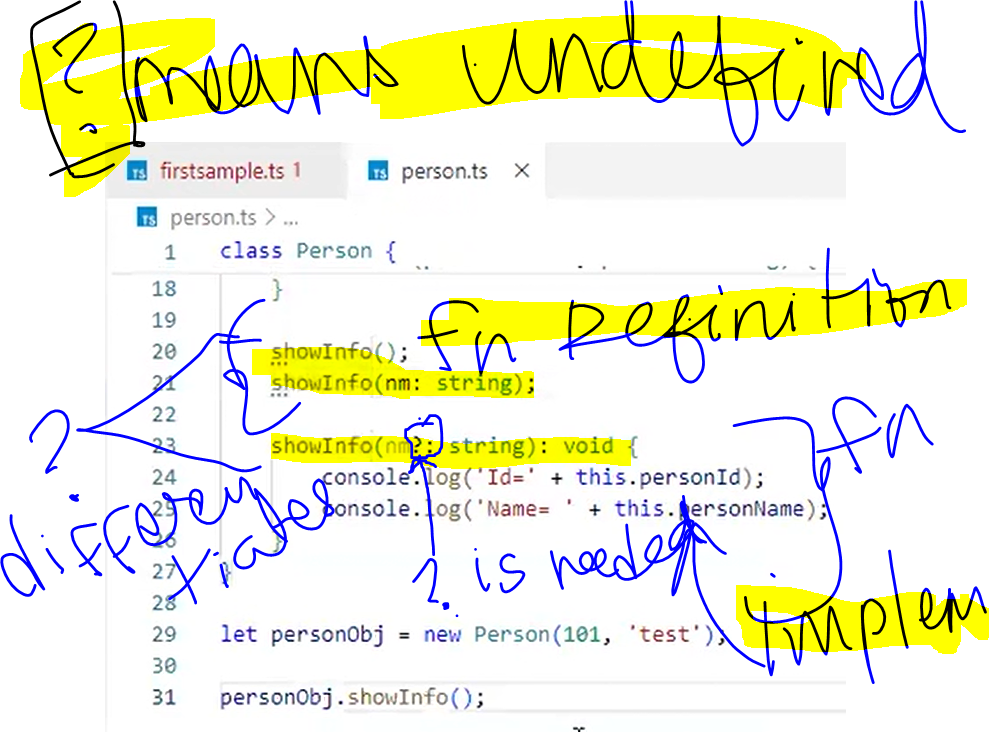 ? means undefined
firstsample.ts 1 person.ts ×
person.ts > ...
1 class Person {
18 }
19
fn Definition
20 showInfo();
21 showInfo(nm: string);
22
? fn
23 showInfo(nm?: string): void {
24 console.log('Id=' + this.personId);
25 console.log('Name= ' + this.personName);
differentiates
26 }
? is needed
27 }
28
implem
29 let personObj = new Person(101, 'test');
30
31 personObj.showInfo();